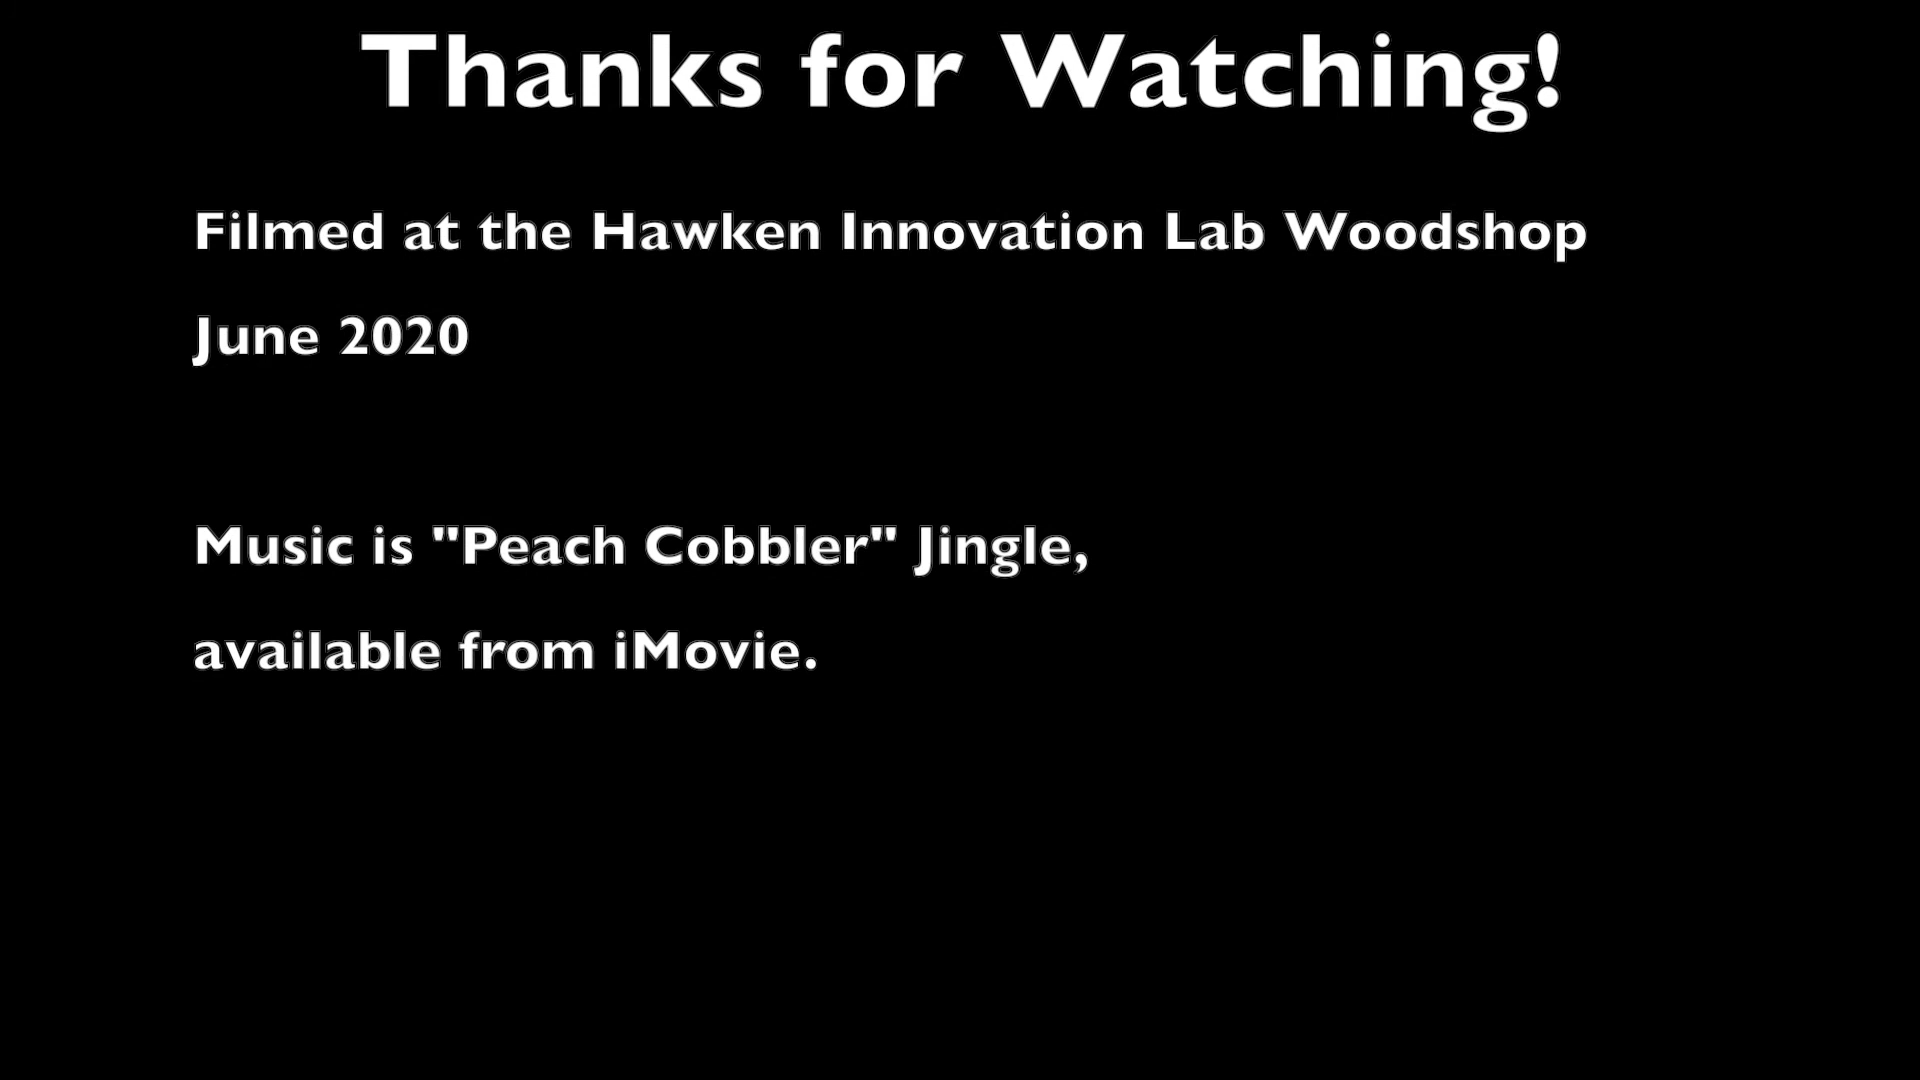 Thanks for Watching!
Filmed at the Hawken Innovation Lab Woodshop
June 2020
Music is "Peach Cobbler" Jingle,
available from iMovie.